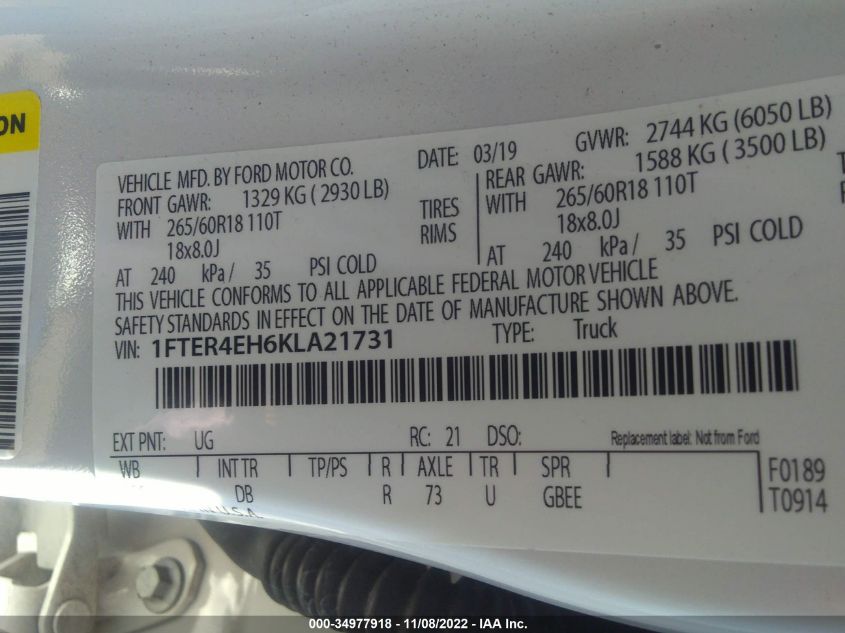 ON
VEHICLE MFD. BY FORD MOTOR CO.
DATE: 03/19
GVWR: 2744 KG (6050 LB)
FRONT GAWR: 1329 KG ( 2930 LB)
REAR GAWR: 1588 KG ( 3500 LB)
WITH 265/60R18 110T
TIRES
WITH 265/60R18 110T
18x8.0J
RIMS
18x8.0J
AT 240 kPa / 35 PSI COLD
AT 240 kPa / 35 PSI COLD
THIS VEHICLE CONFORMS TO ALL APPLICABLE FEDERAL MOTOR VEHICLE
SAFETY STANDARDS IN EFFECT ON THE DATE OF MANUFACTURE SHOWN ABOVE.
VIN: 1FTER4EH6KLA21731
TYPE: Truck
EXT PNT: UG
RC: 21 DSO:
Replacement label: Not from Ford
WB INT TR TP/PS R AXLE TR SPR
F0189
DB R 73 U GBEE
T0914
U.S.A.
000-34977918 - 11/08/2022 - IAA Inc.